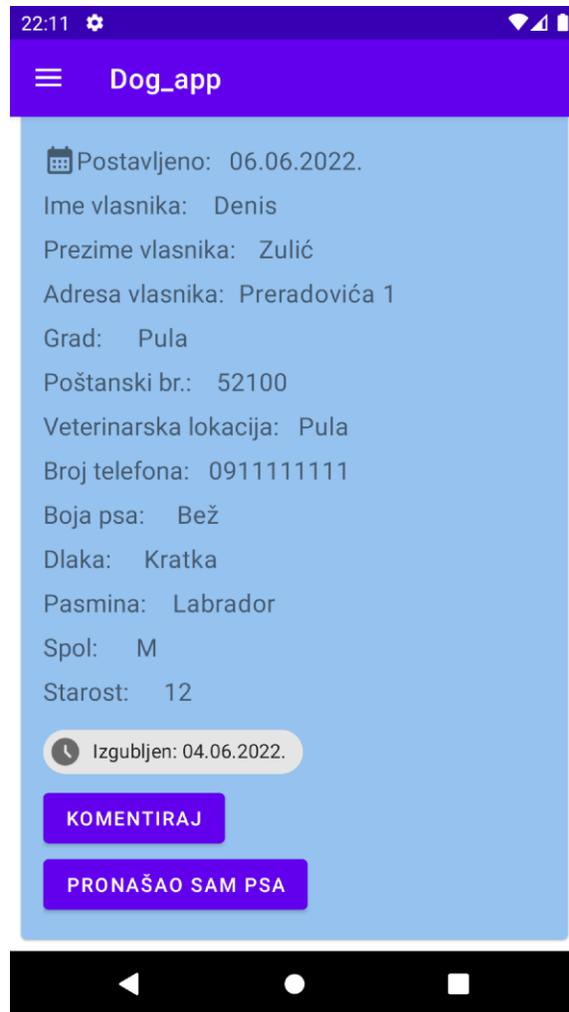 22:11
Dog_app
Postavljeno: 06.06.2022.
Ime vlasnika: Denis
Prezime vlasnika: Zulić
Adresa vlasnika: Preradovića 1
Grad: Pula
Poštanski br.: 52100
Veterinarska lokacija: Pula
Broj telefona: 0911111111
Boja psa: Bež
Dlaka: Kratka
Pasmina: Labrador
Spol: M
Starost: 12
Izgubljen: 04.06.2022.
KOMENTIRAJ
PRONAŠAO SAM PSA